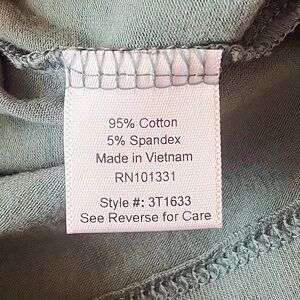 95% Cotton
5% Spandex
Made in Vietnam
RN101331
Style #: 3T1633
See Reverse for Care